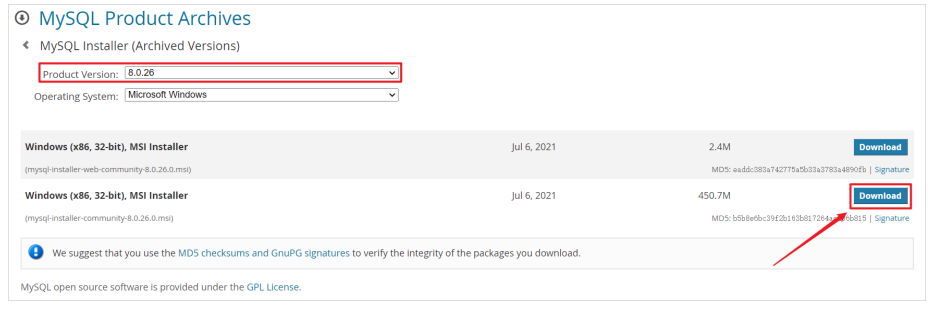 MySQL Product Archives
MySQL Installer (Archived Versions)
Product Version: 8.0.26
Operating System: Microsoft Windows
Windows (x86, 32-bit), MSI Installer Jul 6, 2021 2.4M Download
(mysql-installer-web-community-8.0.26.0.msi) MD5: eaddc383a742775a5b33a3783a4890fb | Signature
Windows (x86, 32-bit), MSI Installer Jul 6, 2021 450.7M Download
(mysql-installer-community-8.0.26.0.msi) MD5: | Signature
We suggest that you use the MD5 checksums and GnuPG signatures to verify the integrity of the packages you download.
MySQL open source software is provided under the GPL License.